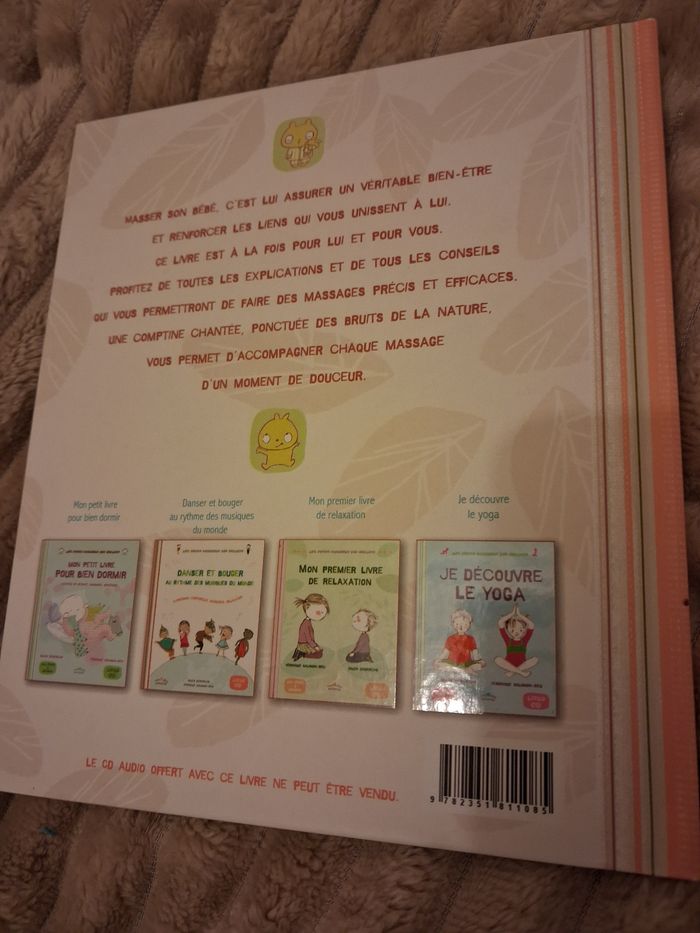 MASSER SON BÉBÉ, C'EST LUI ASSURER UN VÉRITABLE BIEN-ÊTRE
ET RENFORCER LES LIENS QUI VOUS UNISSENT À LUI.
CE LIVRE EST À LA FOIS POUR LUI ET POUR VOUS.
PROFITEZ DE TOUTES LES EXPLICATIONS ET DE TOUS LES CONSEILS
QUI VOUS PERMETTRONT DE FAIRE DES MASSAGES PRÉCIS ET EFFICACES.
UNE COMPTINE CHANTÉE, PONCTUÉE DES BRUITS DE LA NATURE,
VOUS PERMET D'ACCOMPAGNER CHAQUE MASSAGE
D'UN MOMENT DE DOUCEUR.
Mon petit livre
pour bien dormir
Danser et bouger
au rythme des musiques
du monde
Mon premier livre
de relaxation
Je découvre
le yoga
MON PETIT LIVRE
POUR BIEN DORMIR
DANSER ET BOUGER
AU RYTHME DES MUSIQUES DU MONDE
MON PREMIER LIVRE
DE RELAXATION
JE DÉCOUVRE
LE YOGA
LIVRE
CD
LE CD AUDIO OFFERT AVEC CE LIVRE NE PEUT ÊTRE VENDU.
9 782351 811085